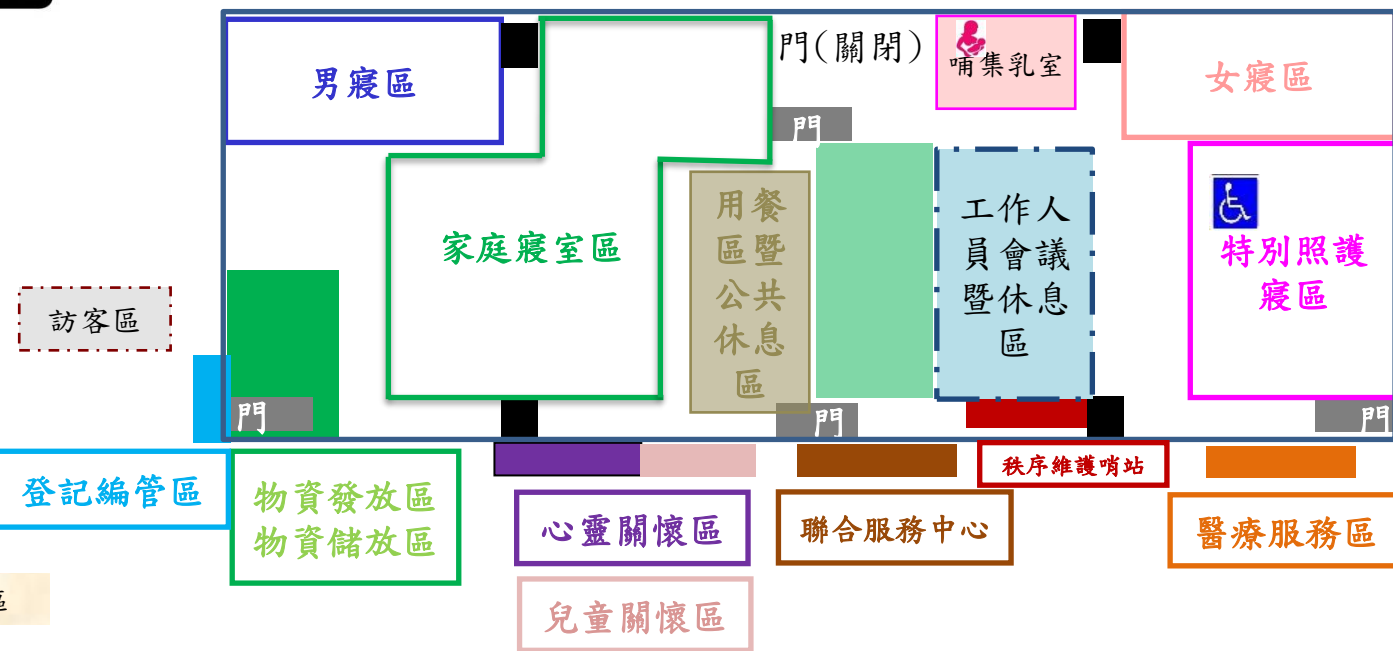 男寢區
門(關閉)
哺集乳室
女寢區
門
用餐
區暨
公共
休息
區
工作人
員會議
暨休息
區
家庭寢室區
特別照護
寢區
訪客區
門
門
門
登記編管區
物資發放區
物資儲放區
心靈關懷區
聯合服務中心
秩序維護哨站
醫療服務區
兒童關懷區
區